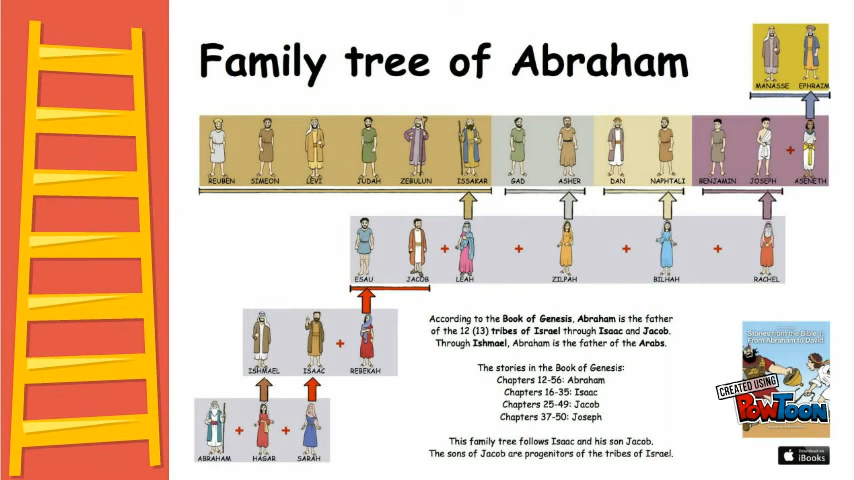 Family tree of Abraham
MANASSE EPHRAIM
REUBEN SIMEON LEVI JUDAH ZEBULUN ISSAKAR GAD ASHER DAN NAPHTALI BENJAMIN JOSEPH + ASENETH
ESAU JACOB + LEAH + ZILPAH + BILHAH + RACHEL
ISHMAEL ISAAC + REBEKAH
ABRAHAM + HAGAR + SARAH
According to the Book of Genesis, Abraham is the father
of the 12 (13) tribes of Israel through Isaac and Jacob.
Through Ishmael, Abraham is the father of the Arabs.
The stories in the Book of Genesis:
Chapters 12-56: Abraham
Chapters 16-35: Isaac
Chapters 25-49: Jacob
Chapters 37-50: Joseph
This family tree follows Isaac and his son Jacob.
The sons of Jacob are progenitors of the tribes of Israel.
Stories from the Bible 1:
From Abraham to David
CREATED USING
POWTOON
Download on
iBooks